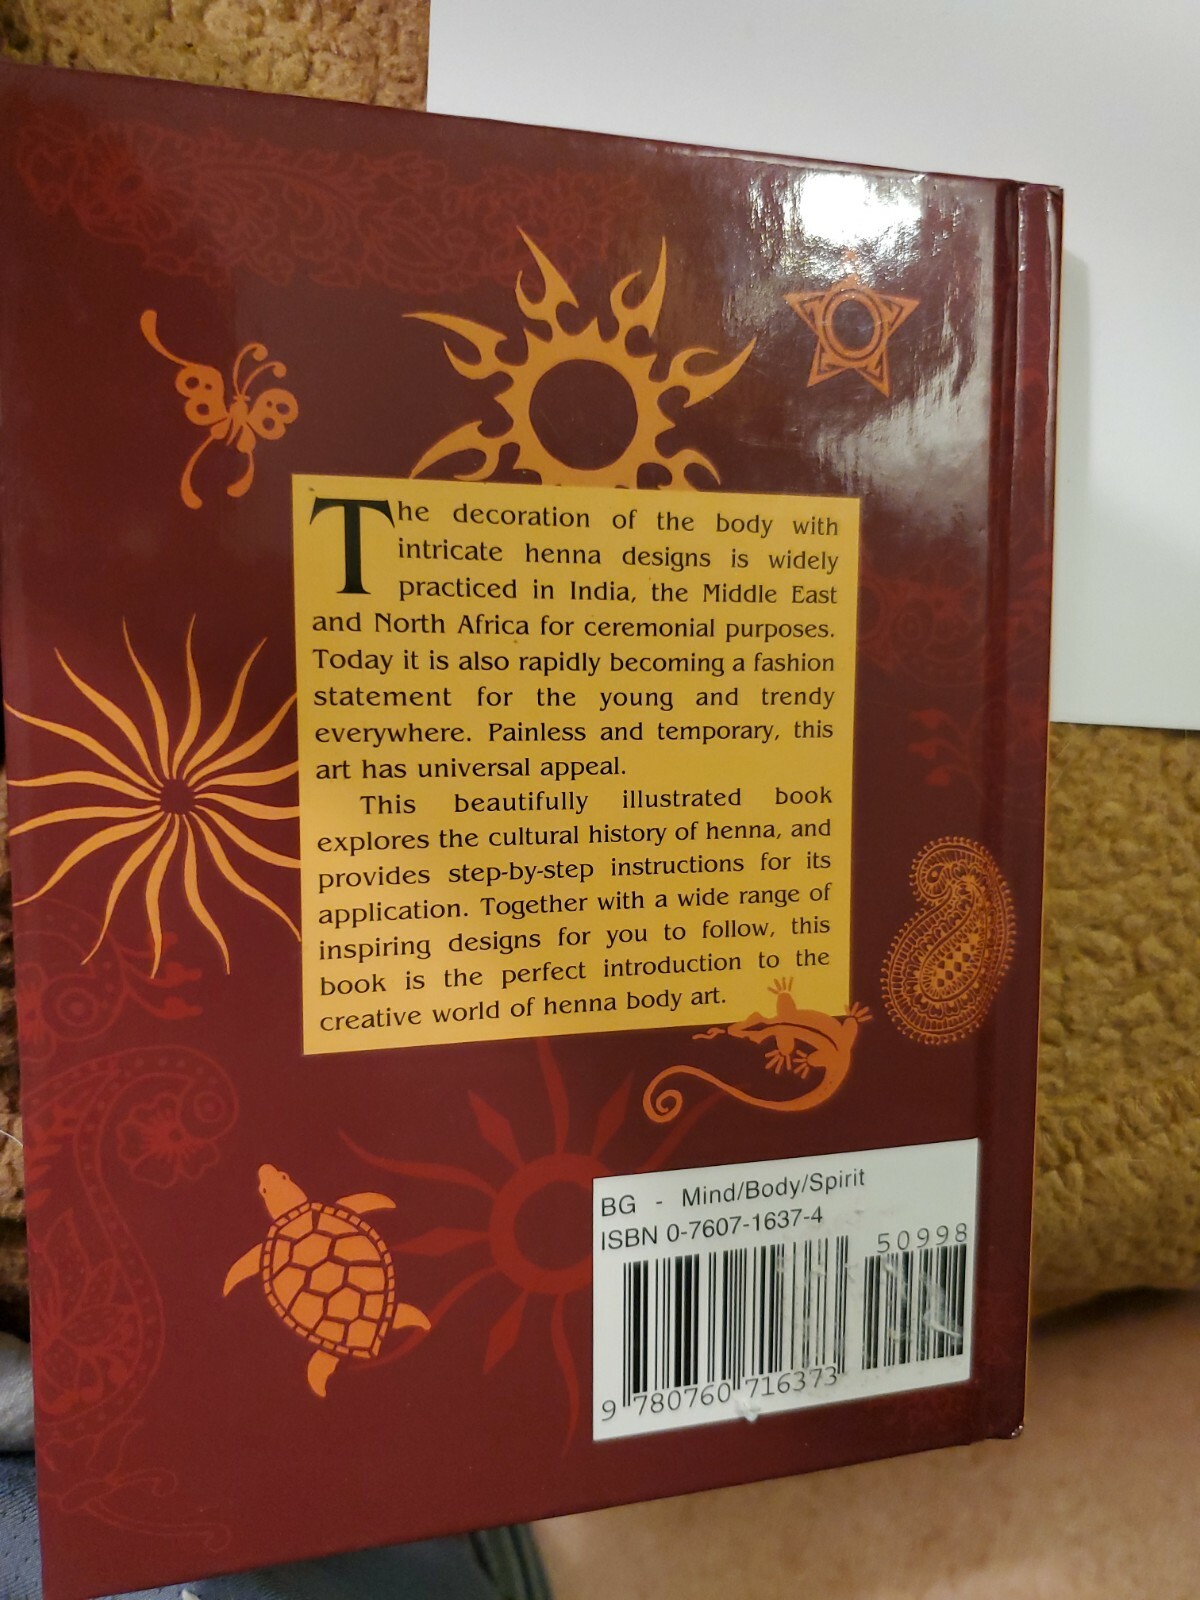 The decoration of the body with
intricate henna designs is widely
practiced in India, the Middle East
and North Africa for ceremonial purposes.
Today it is also rapidly becoming a fashion
statement for the young and trendy
everywhere. Painless and temporary, this
art has universal appeal.
This beautifully illustrated book
explores the cultural history of henna, and
provides step-by-step instructions for its
application. Together with a wide range of
inspiring designs for you to follow, this
book is the perfect introduction to the
creative world of henna body art.
BG - Mind/Body/Spirit
ISBN 0-7607-1637-4
50998
9 780760 716373